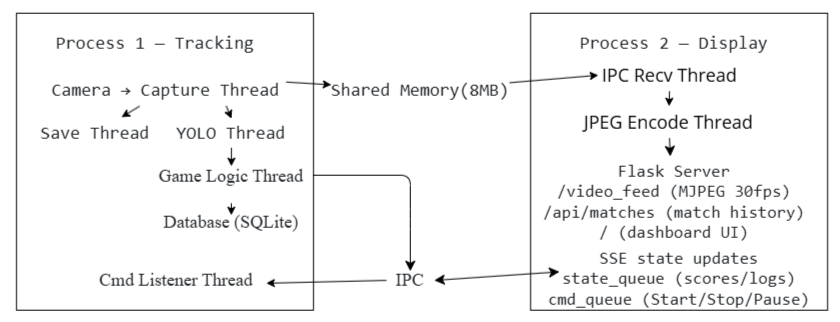 Process 1 – Tracking
Camera → Capture Thread
Save Thread
YOLO Thread
Game Logic Thread
Database (SQLite)
Cmd Listener Thread
Shared Memory(8MB)
IPC
Process 2 – Display
IPC Recv Thread
JPEG Encode Thread
Flask Server
/video_feed (MJPEG 30fps)
/api/matches (match history)
/ (dashboard UI)
SSE state updates
state_queue (scores/logs)
cmd_queue (Start/Stop/Pause)